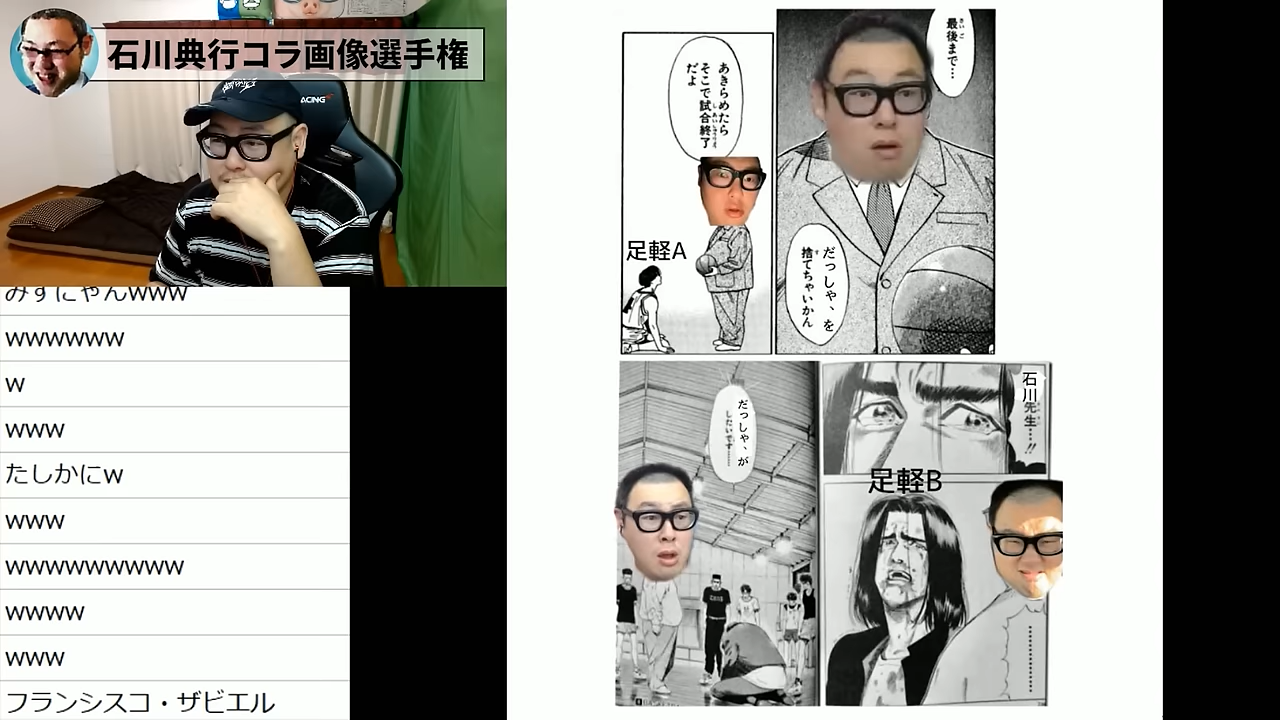 石川典行コラ画像選手権
ACING
みずにゃんwww
wwwwww
w
www
たしかにw
www
wwwwwwwww
wwww
www
フランシスコ・ザビエル
最後まで…
あきらめたら
そこで試合終了
だよ
足軽A
だっしゃ、を
捨てちゃいかん
石川先生…!!
だっしゃ、が
したいです……
足軽B